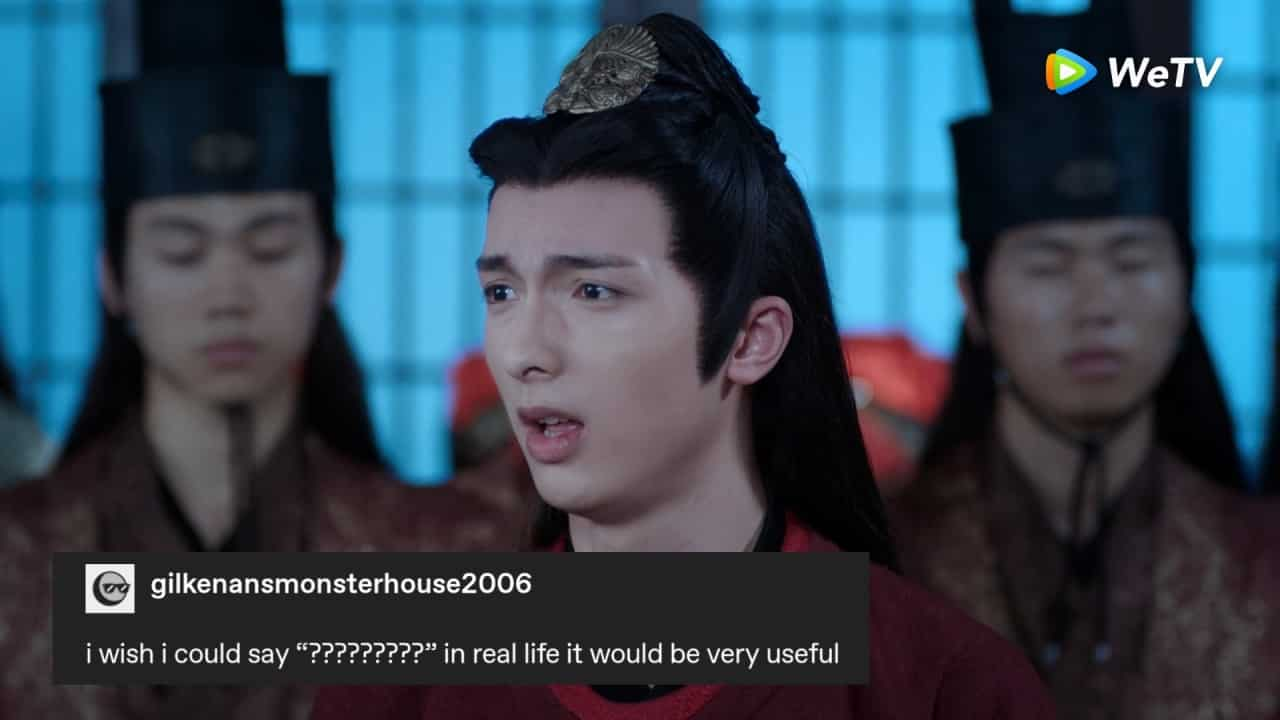 WeTV
gilkenansmonsterhouse2006
i wish i could say “?????????” in real life it would be very useful